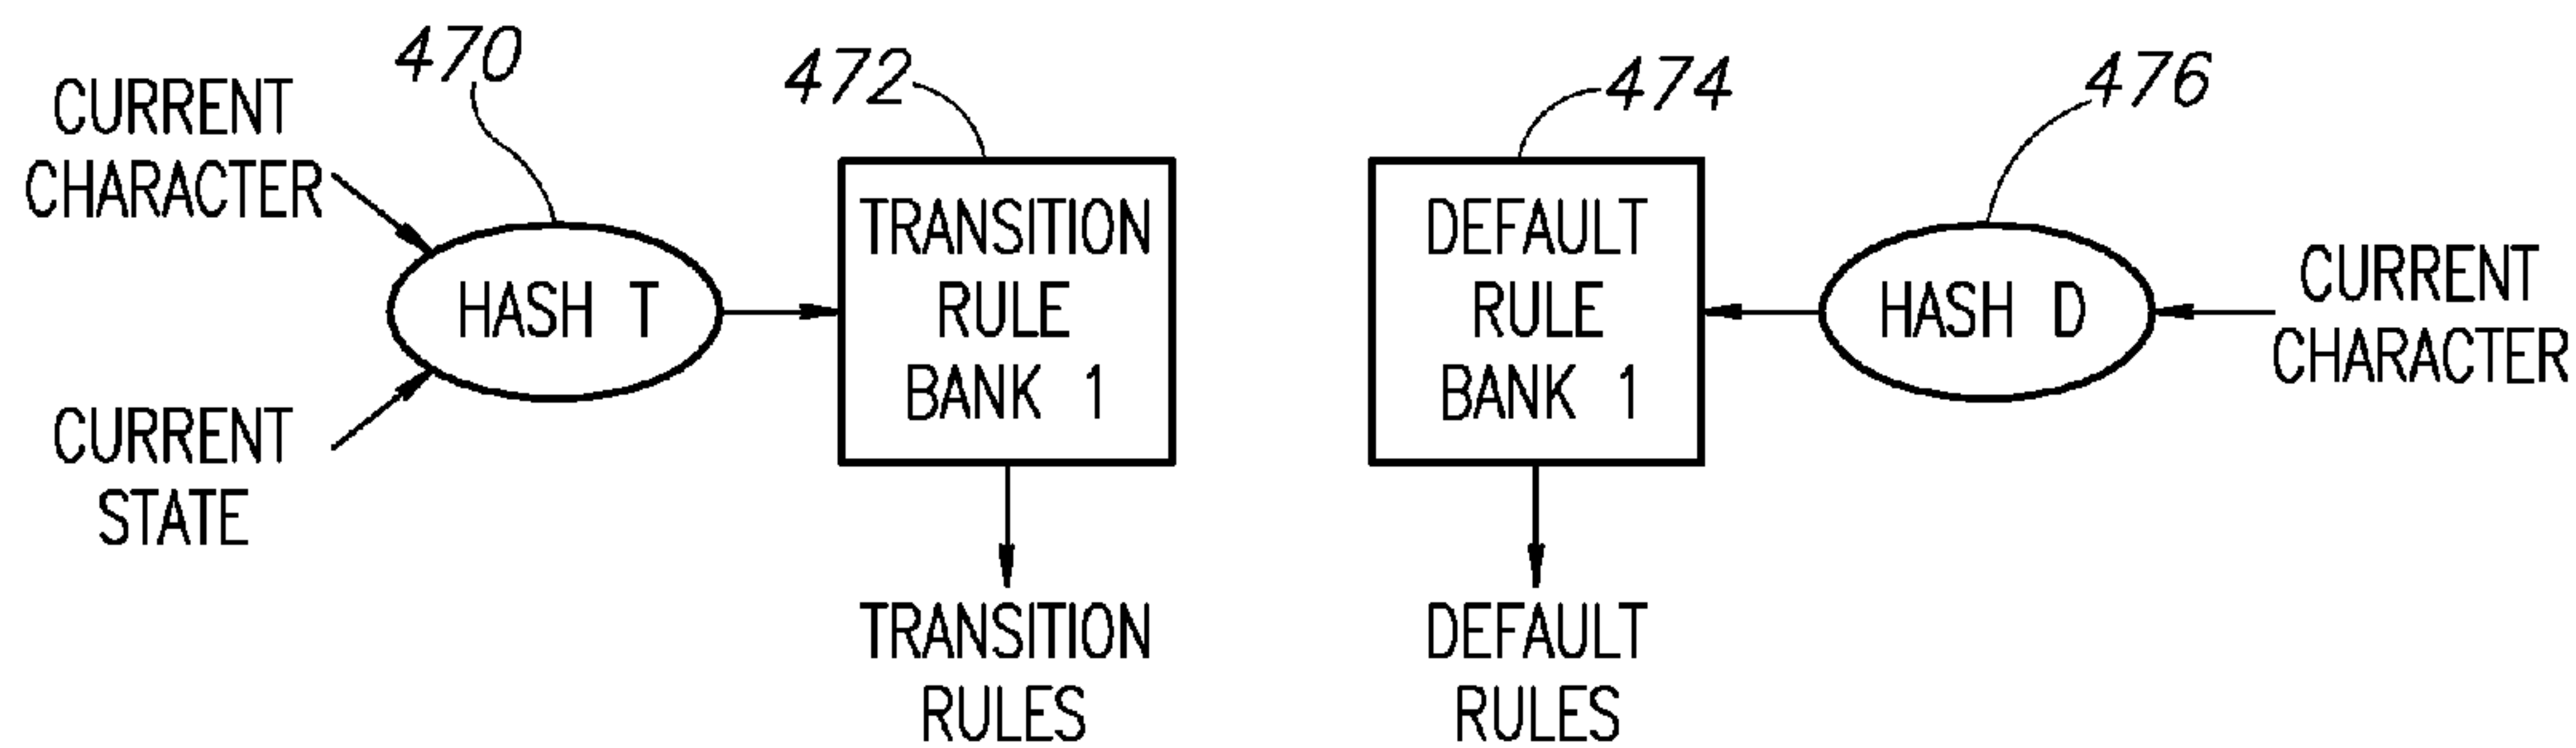 470
472
474
476
CURRENT
CHARACTER
CURRENT
STATE
HASH T
TRANSITION
RULE
BANK 1
TRANSITION
RULES
DEFAULT
RULE
BANK 1
DEFAULT
RULES
HASH D
CURRENT
CHARACTER